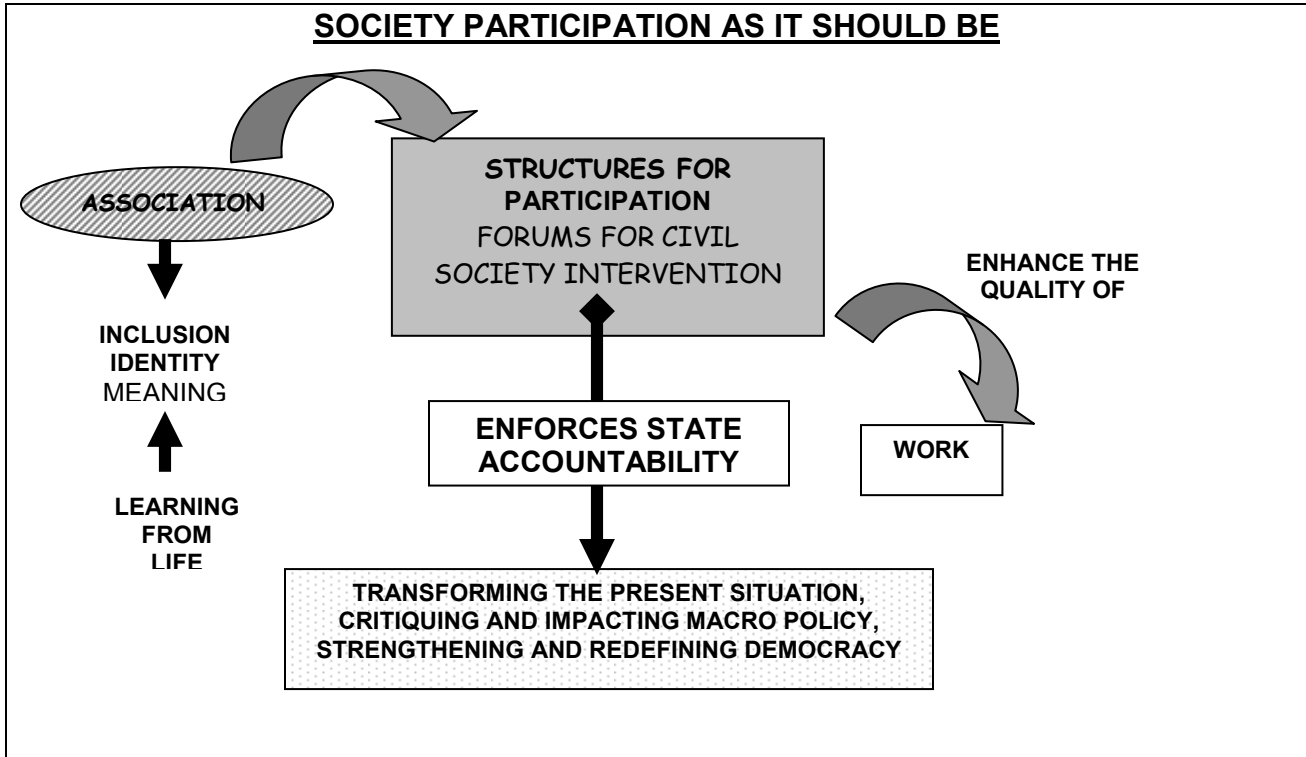 SOCIETY PARTICIPATION AS IT SHOULD BE
ASSOCIATION
STRUCTURES FOR
PARTICIPATION
FORUMS FOR CIVIL
SOCIETY INTERVENTION
ENHANCE THE
QUALITY OF
INCLUSION
IDENTITY
MEANING
ENFORCES STATE
ACCOUNTABILITY
WORK
LEARNING
FROM
LIFE
TRANSFORMING THE PRESENT SITUATION,
CRITIQUING AND IMPACTING MACRO POLICY,
STRENGTHENING AND REDEFINING DEMOCRACY